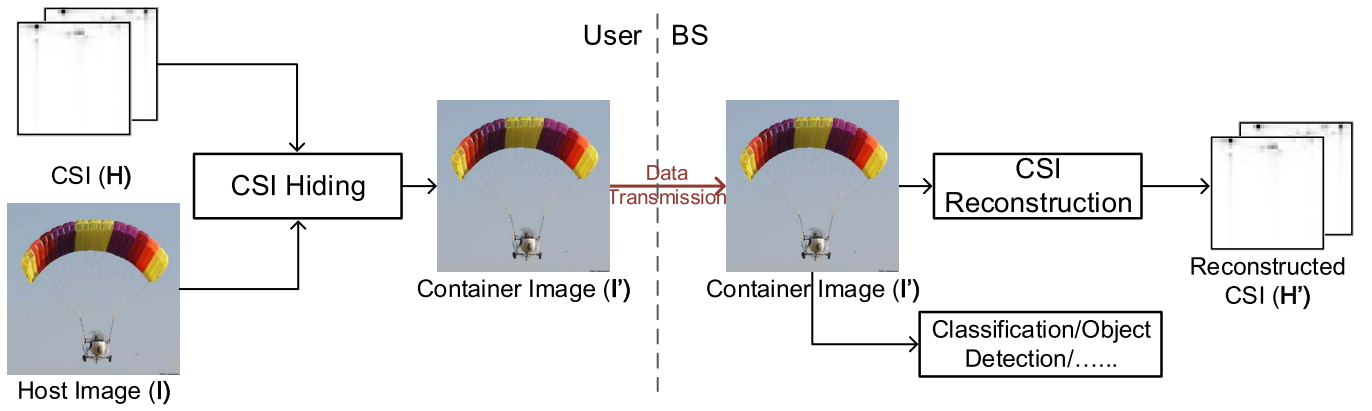 User
BS
CSI (H)
CSI Hiding
Host Image (I)
Container Image (I’)
Data
Transmission
Container Image (I’)
CSI
Reconstruction
Reconstructed
CSI (H’)
Classification/Object
Detection/…...